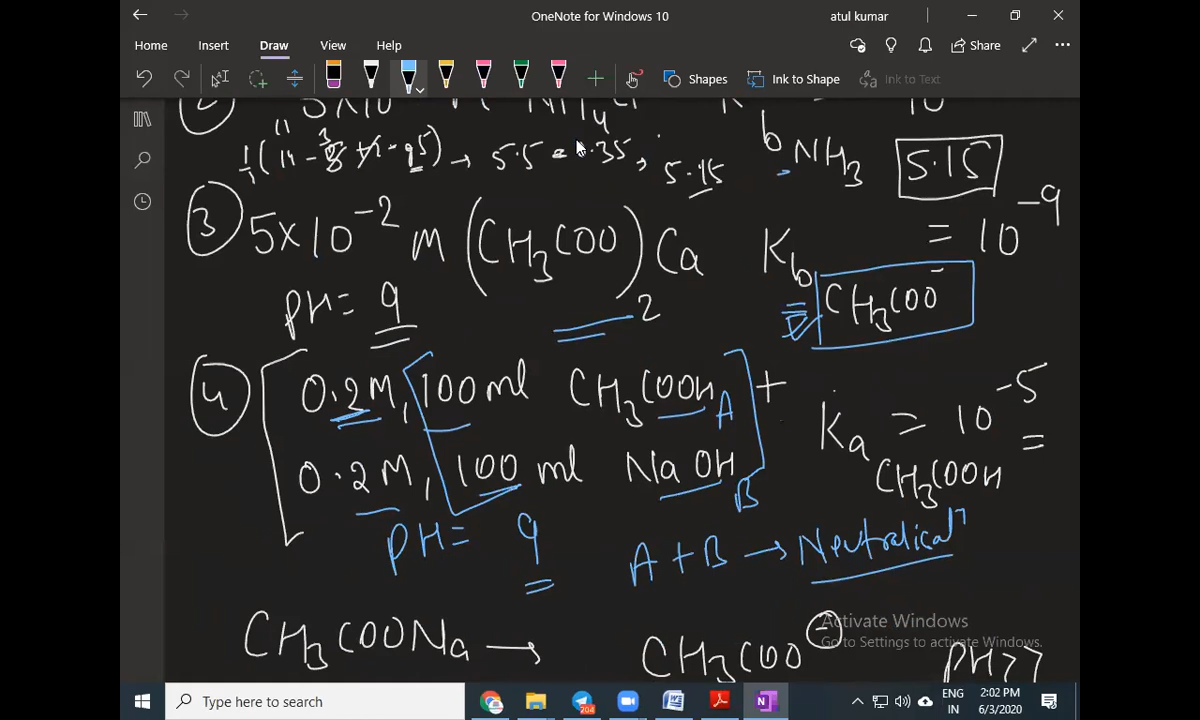 OneNote for Windows 10
atul kumar
Home Insert Draw View Help
Share
Shapes
Ink to Shape
Ink to Text
b NH3 5.15
5.5 5.15
3 5×10^-2 M (CH3COO)2 Ca Kb = 10^-9
CH3COO^-
PH = 9
4 0.2M, 100 ml CH3COOH A +
Ka = 10^-5
CH3COOH
0.2M, 100 ml NaOH B
PH = 9
A + B → Neutralicat
CH3COONa → CH3COO^-
PH > 7
Activate Windows
Go to Settings to activate Windows.
Type here to search
204
ENG
IN
2:02 PM
6/3/2020